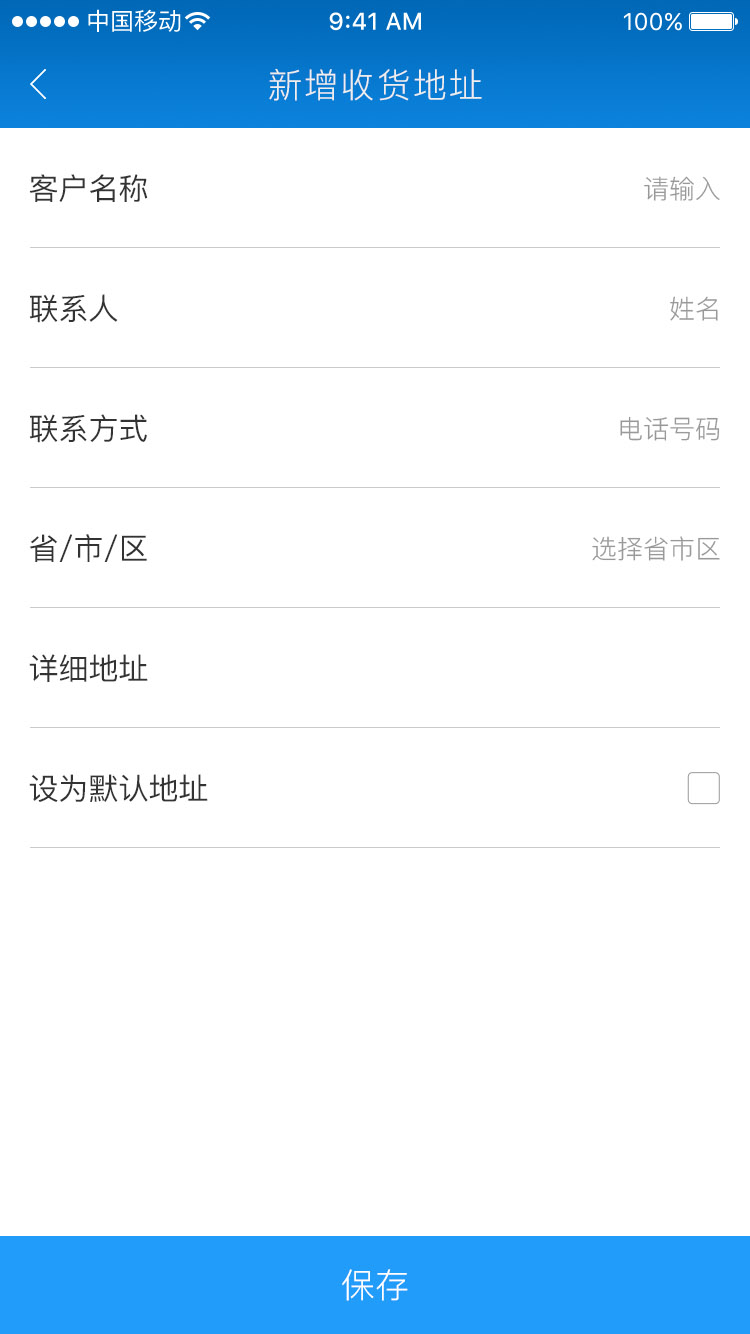 中国移动 9:41 AM 100%
新增收货地址
客户名称 请输入
联系人 姓名
联系方式 电话号码
省/市/区 选择省市区
详细地址
设为默认地址
保存